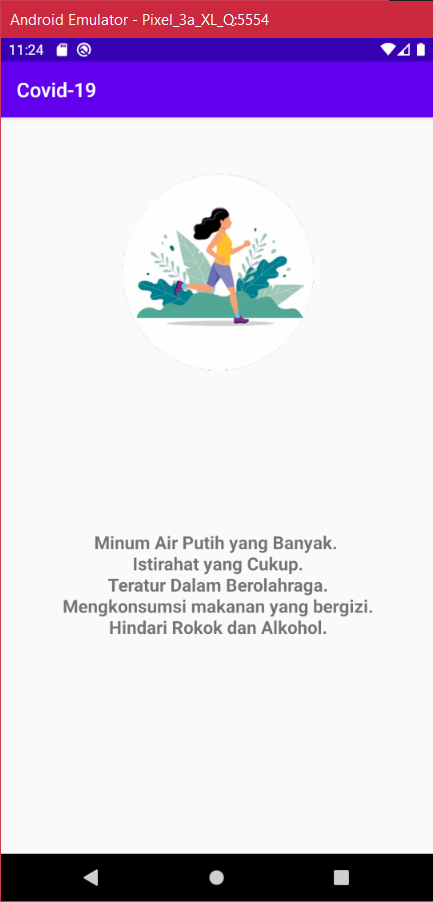 Android Emulator - Pixel_3a_XL_Q:5554
11:24
Covid-19
Minum Air Putih yang Banyak.
Istirahat yang Cukup.
Teratur Dalam Berolahraga.
Mengkonsumsi makanan yang bergizi.
Hindari Rokok dan Alkohol.